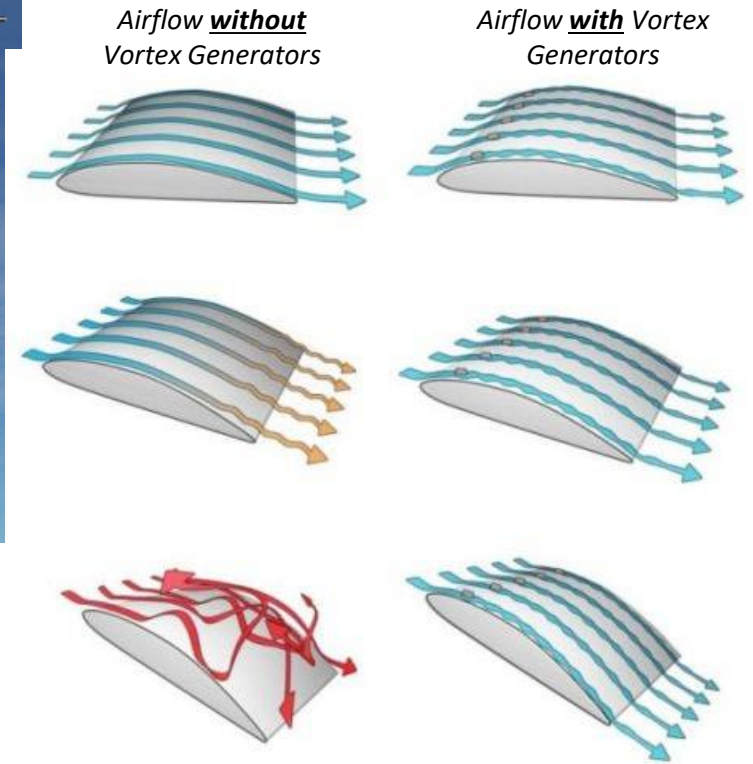 Airflow without
Vortex Generators
Airflow with Vortex
Generators